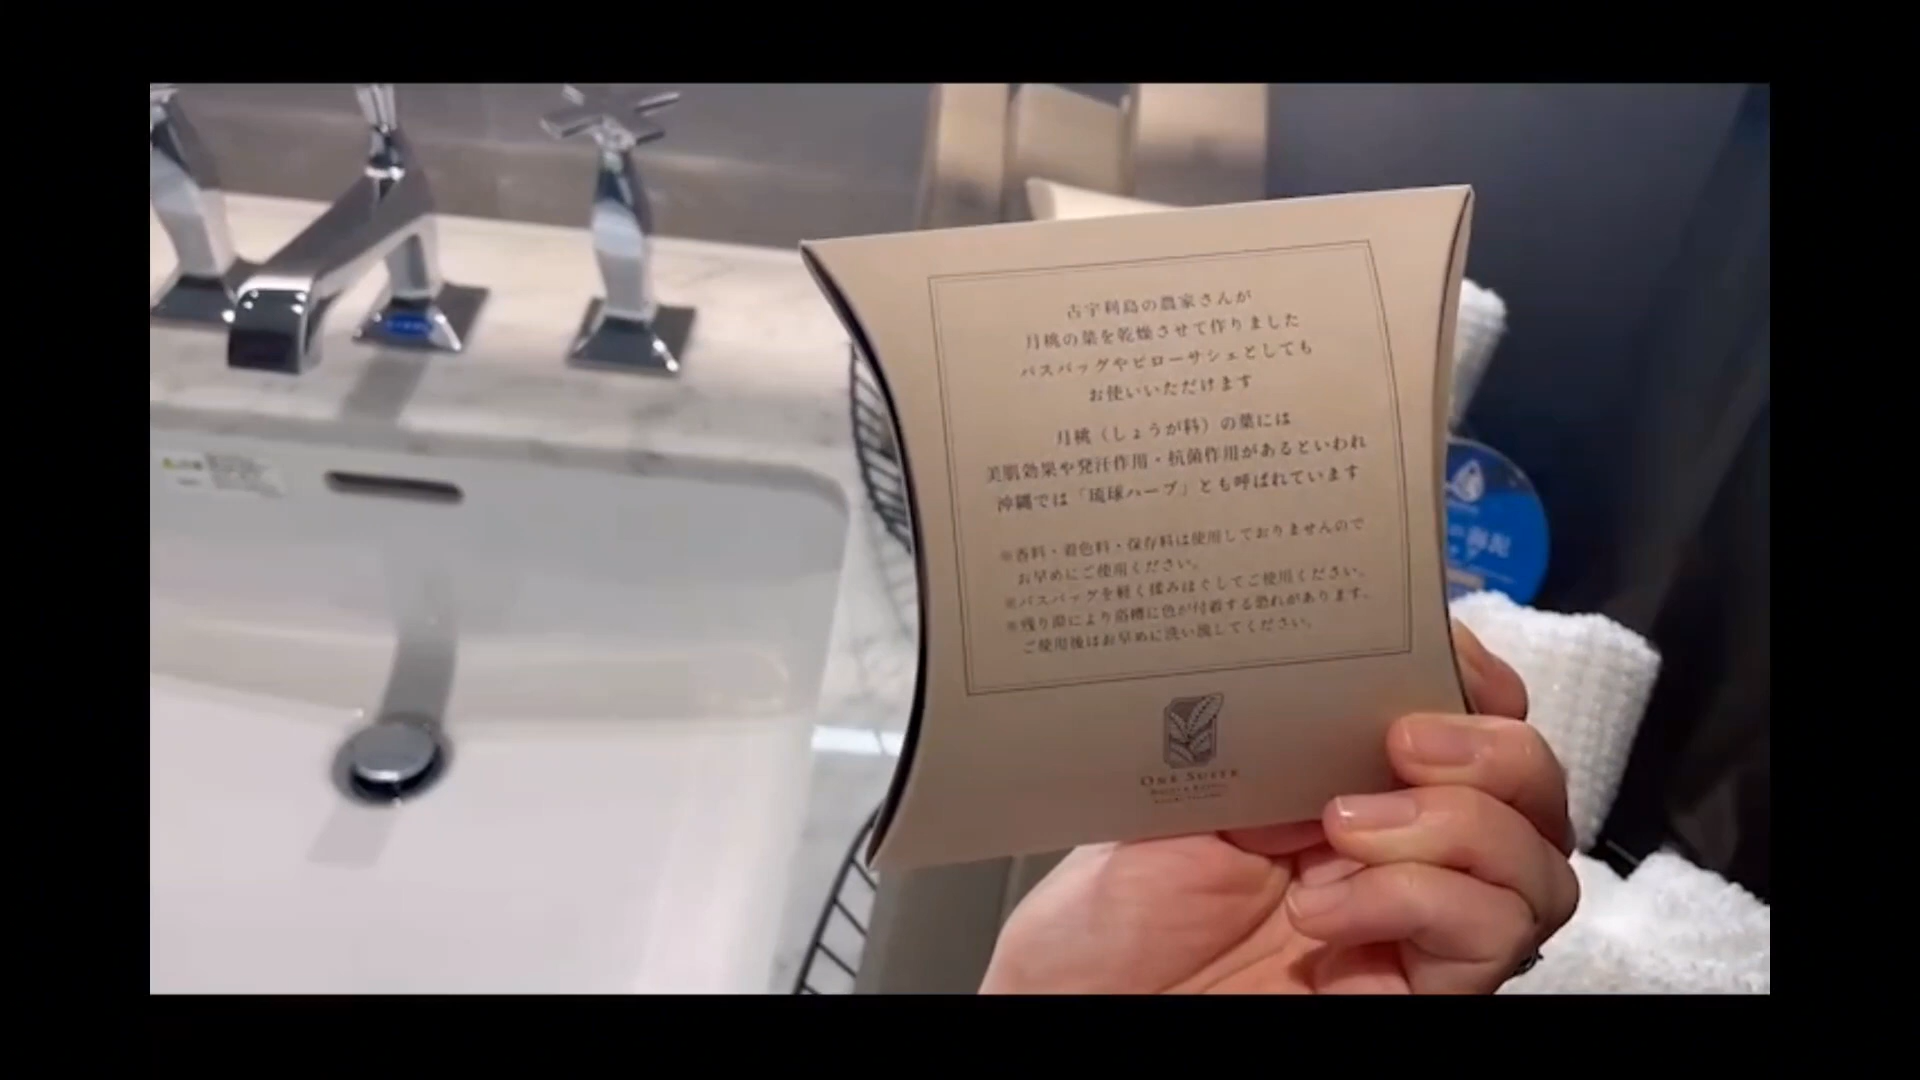 古宇利島の農家さんが
月桃の葉を乾燥させて作りました
バスバッグやピローサシェとしても
お使いいただけます
月桃（しょうが科）の葉には
美肌効果や発汗作用・抗菌作用があるといわれ
沖縄では「琉球ハーブ」とも呼ばれています
※香料・着色料・保存料は使用しておりませんので
お早めにご使用ください。
※バスバッグを軽く揉みほぐしてご使用ください。
※残り湯により浴槽に色が付着する恐れがあります。
ご使用後はお早めに洗い流してください。
ONE SUITE